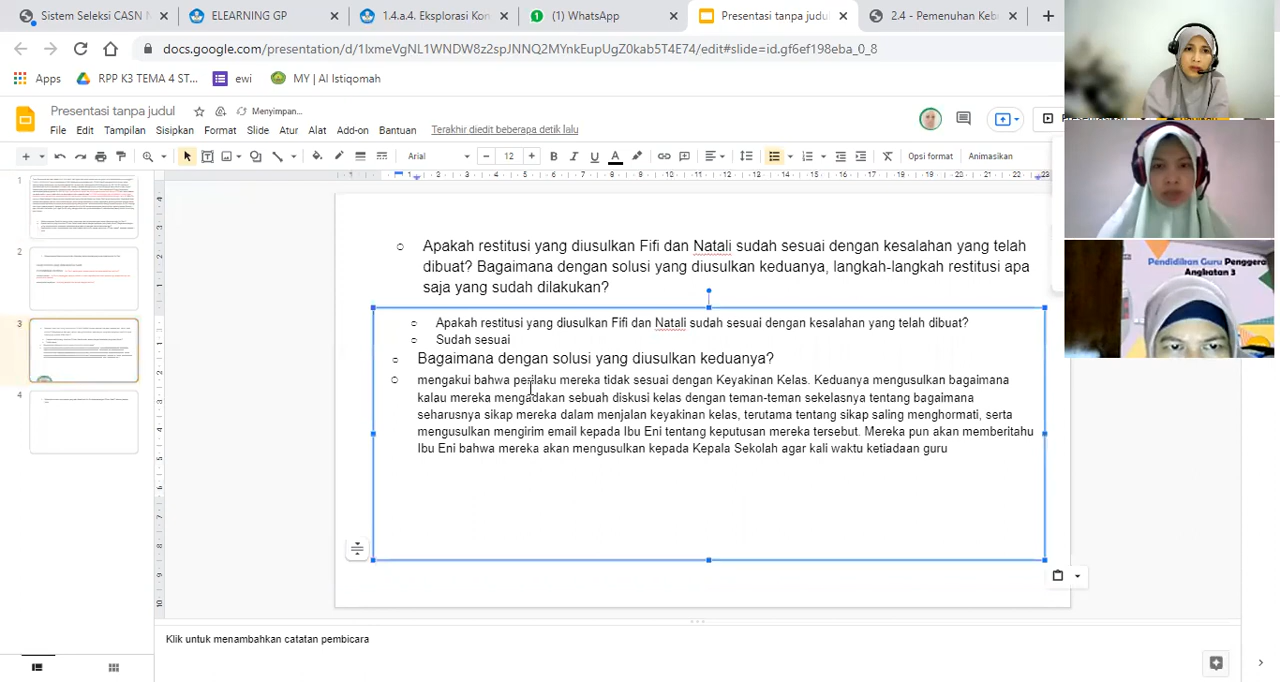 Sistem Seleksi CASN
ELEARNING GP
1.4.a.4. Eksplorasi Kon
(1) WhatsApp
Presentasi tanpa judul
2.4 - Pemenuhan Keb
docs.google.com/presentation/d/1lxmeVgNL1WNDW8z2spJNNQ2MYnkEupUgZ0kab5T4E74/edit#slide=id.gf6ef198eba_0_8
Apps
RPP K3 TEMA 4 ST...
ewi
MY | Al Istiqomah
Presentasi tanpa judul
Menyimpan...
File Edit Tampilan Sisipkan Format Slide Atur Alat Add-on Bantuan
Terakhir diedit beberapa detik lalu
Arial
12
B I U A
Opsi format
Animasikan
Apakah restitusi yang diusulkan Fifi dan Natali sudah sesuai dengan kesalahan yang telah
dibuat? Bagaimana dengan solusi yang diusulkan keduanya, langkah-langkah restitusi apa
saja yang sudah dilakukan?
Apakah restitusi yang diusulkan Fifi dan Natali sudah sesuai dengan kesalahan yang telah dibuat?
Sudah sesuai
Bagaimana dengan solusi yang diusulkan keduanya?
mengakui bahwa perilaku mereka tidak sesuai dengan Keyakinan Kelas. Keduanya mengusulkan bagaimana
kalau mereka mengadakan sebuah diskusi kelas dengan teman-teman sekelasnya tentang bagaimana
seharusnya sikap mereka dalam menjalan keyakinan kelas, terutama tentang sikap saling menghormati, serta
mengusulkan mengirim email kepada Ibu Eni tentang keputusan mereka tersebut. Mereka pun akan memberitahu
Ibu Eni bahwa mereka akan mengusulkan kepada Kepala Sekolah agar kali waktu ketiadaan guru
Klik untuk menambahkan catatan pembicara
1
2
3
4
Pendidikan Guru Penggera
Angkatan 3